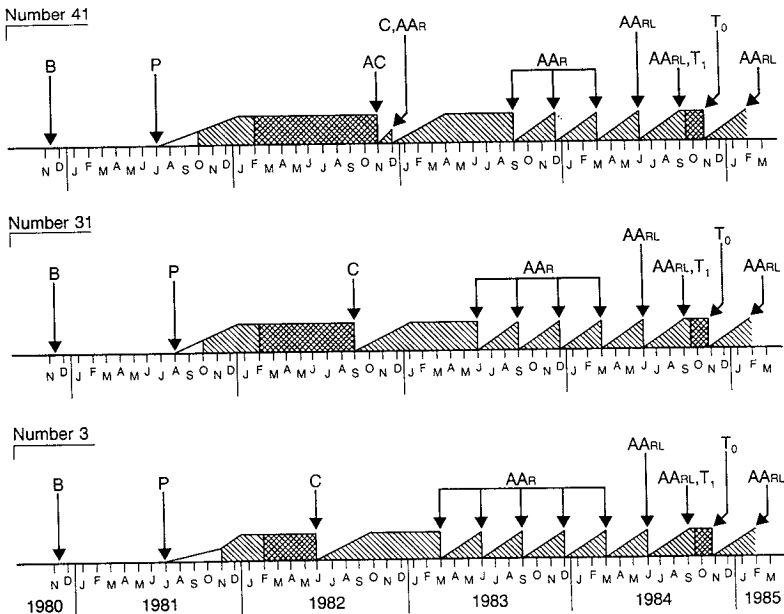 Number 41
B P AC C,AAR AAR AARL AARL,T1 T0 AARL
N D J F M A M J J A S O N D J F M A M J J A S O N D J F M A M J J A S O N D J F M A M J J A S O N D J F M
Number 31
B P C AAR AARL AARL,T1 T0 AARL
N D J F M A M J J A S O N D J F M A M J J A S O N D J F M A M J J A S O N D J F M A M J J A S O N D J F M
Number 3
B P C AAR AARL AARL,T1 T0 AARL
N D J F M A M J J A S O N D J F M A M J J A S O N D J F M A M J J A S O N D J F M A M J J A S O N D J F M
1980 1981 1982 1983 1984 1985